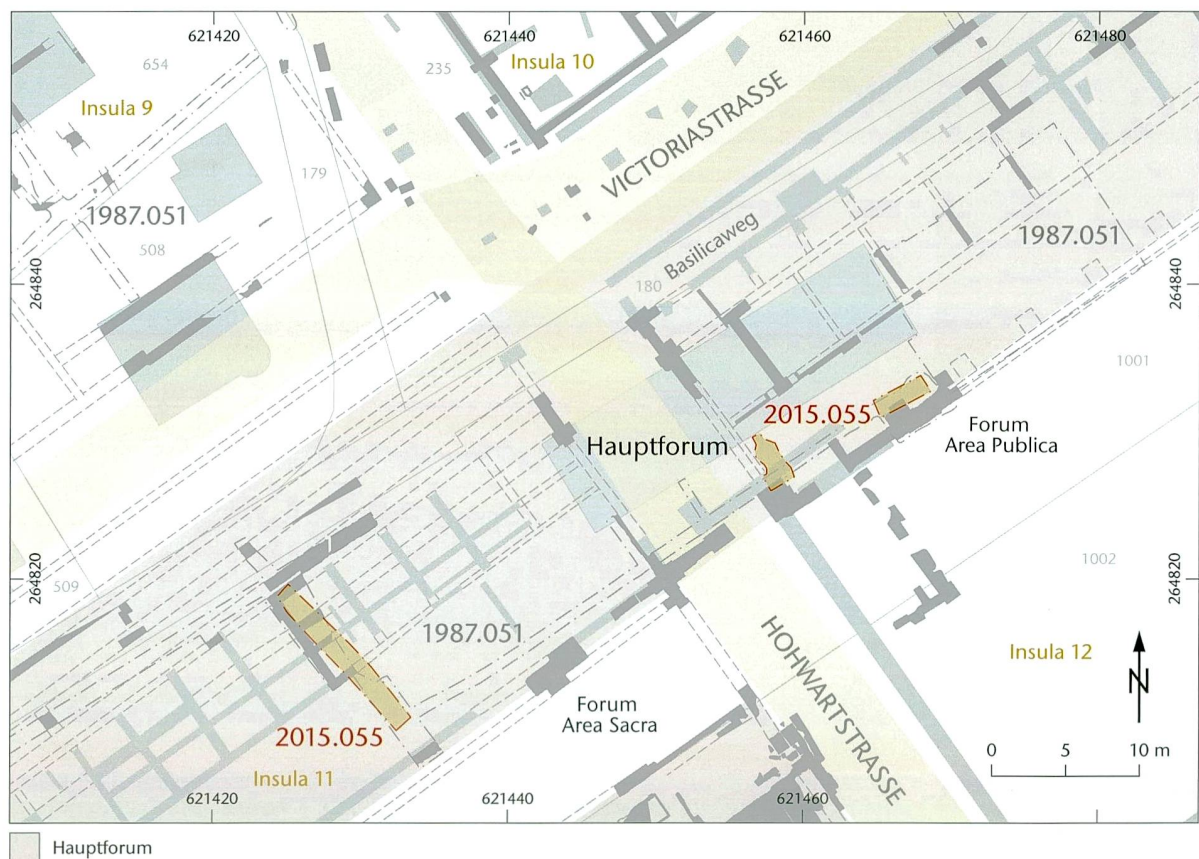 621420
621440
621460
621480
654
235
Insula 10
Insula 9
VICTORIASTRASSE
179
1987.051
508
Basilicaweg
1987.051
264840
180
264840
1001
2015.055
Hauptforum
Forum
Area Publica
264820
509
1002
264820
1987.051
HOHWARTSTRASSE
Insula 12
N
Forum
Area Sacra
2015.055
0 5 10 m
Insula 11
621420
621440
621460
Hauptforum